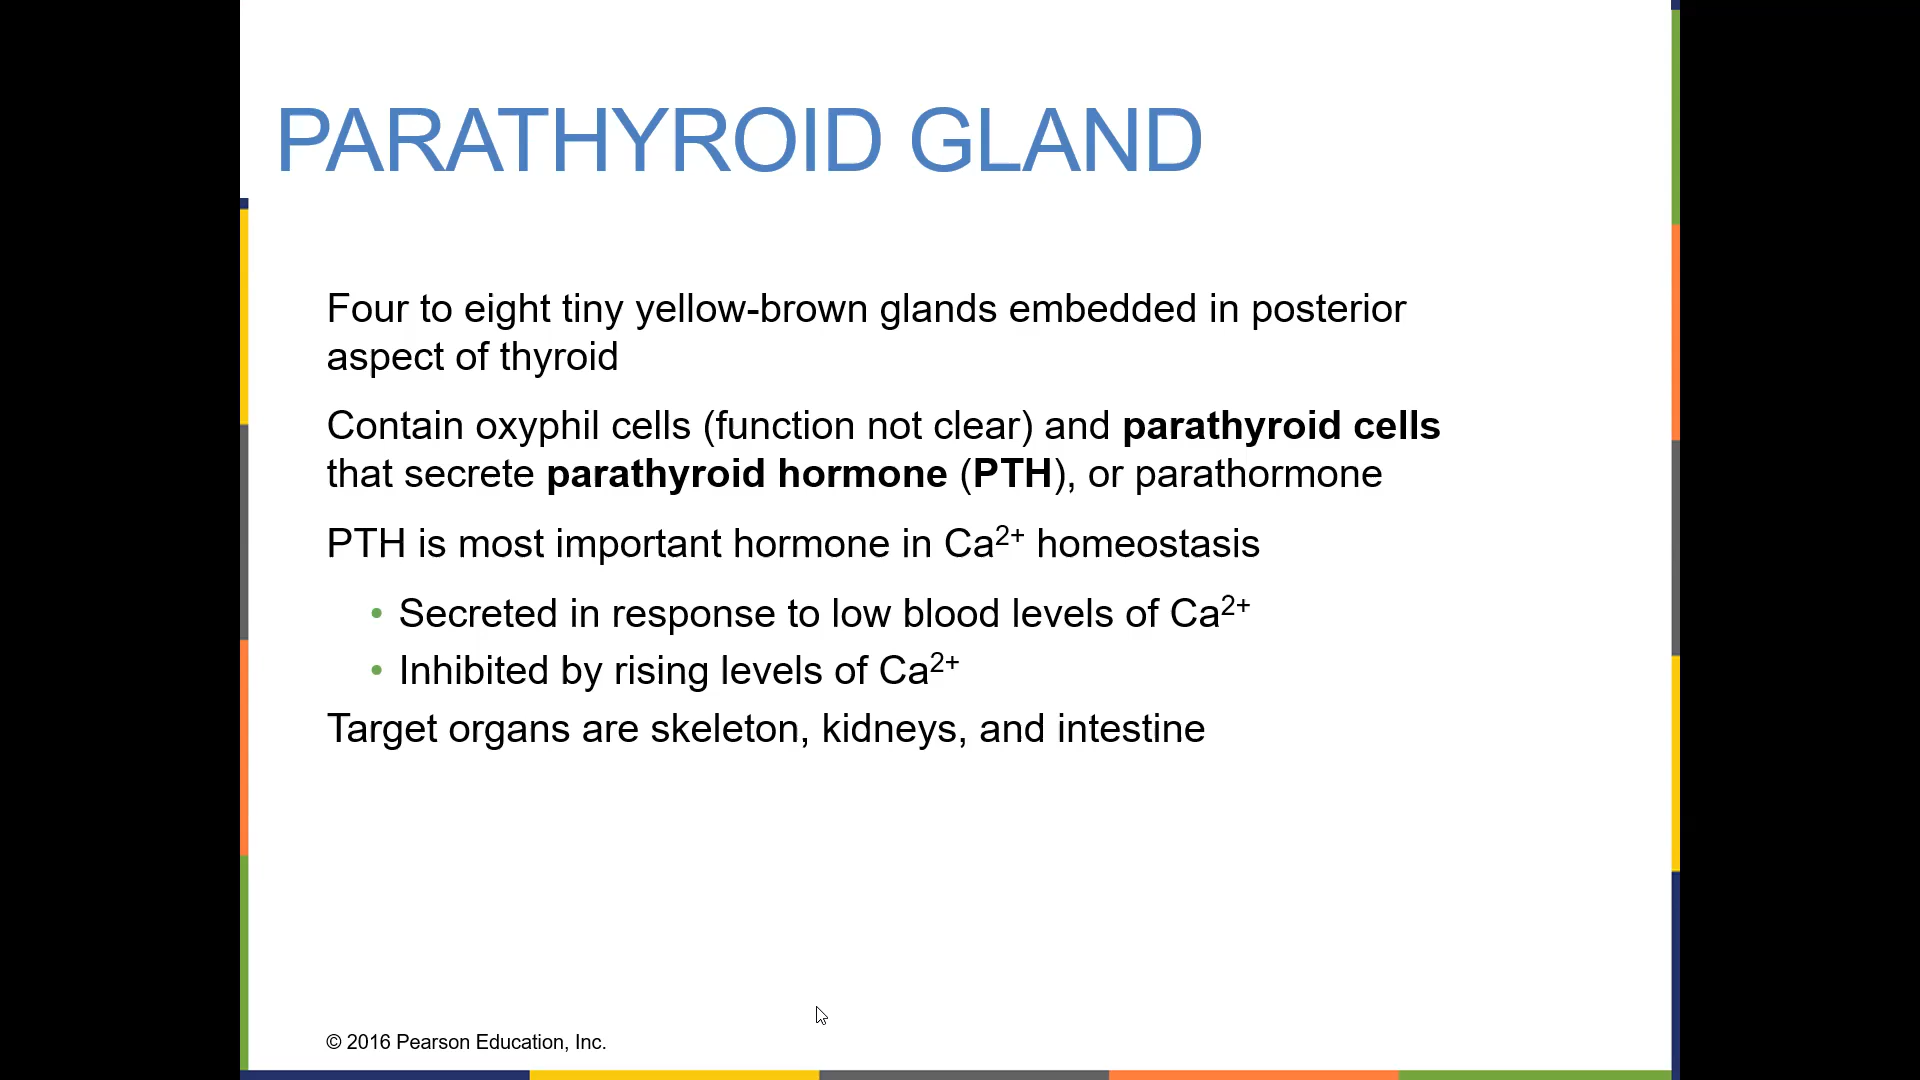 PARATHYROID GLAND
Four to eight tiny yellow-brown glands embedded in posterior
aspect of thyroid
Contain oxyphil cells (function not clear) and parathyroid cells
that secrete parathyroid hormone (PTH), or parathormone
PTH is most important hormone in Ca²⁺ homeostasis
• Secreted in response to low blood levels of Ca²⁺
• Inhibited by rising levels of Ca²⁺
Target organs are skeleton, kidneys, and intestine
© 2016 Pearson Education, Inc.